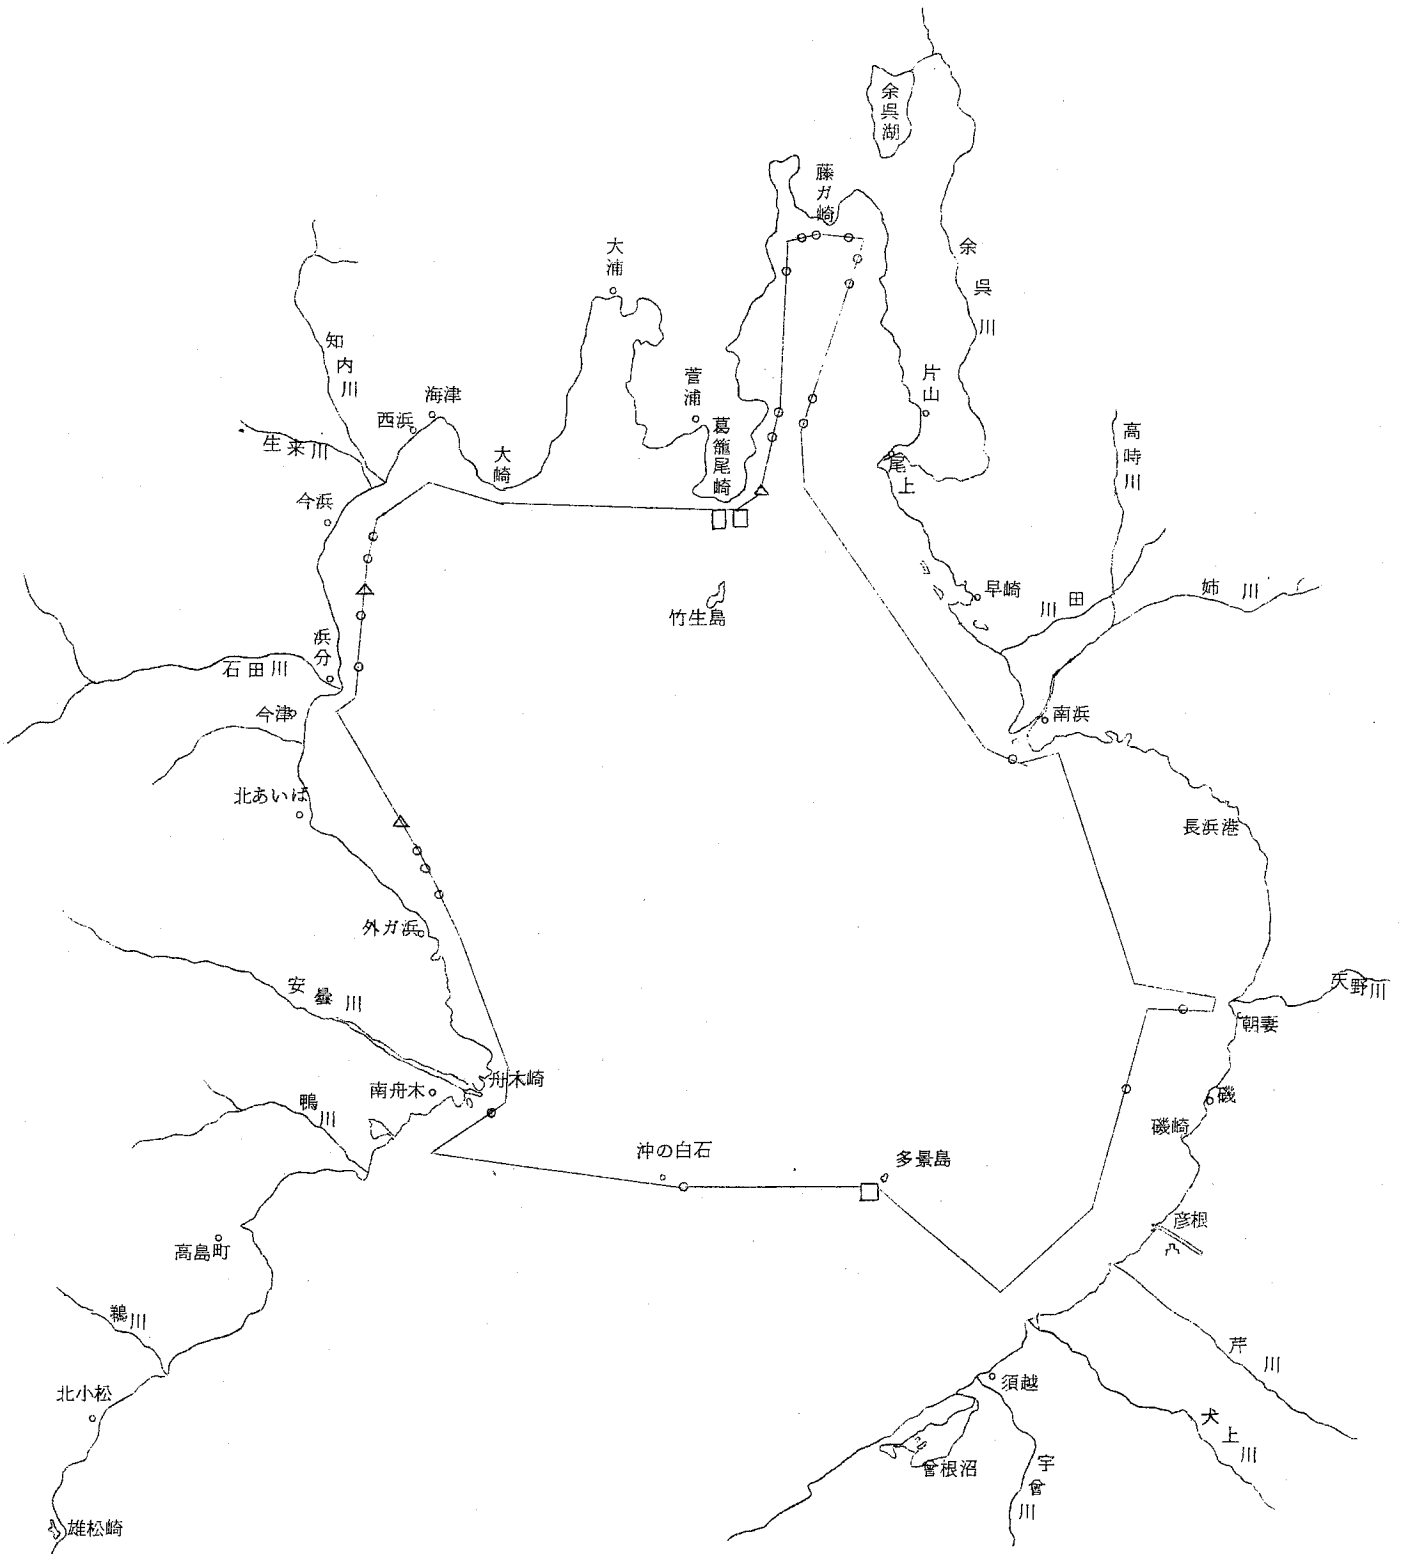 余呉湖
藤ガ崎
余呉川
大浦
知内川
海津
西浜
生来川
大崎
菅浦
葛籠尾崎
片山
尾上
高時川
今浜
早崎
田川
姉川
竹生島
浜分
石田川
今津
南浜
北あいば
長浜港
外ガ浜
安曇川
天野川
朝妻
南舟木
舟木崎
鴨川
磯
磯崎
沖の白石
多景島
彦根
高島町
鵜川
芹川
北小松
須越
犬上川
曾根沼
宇曾川
雄松崎